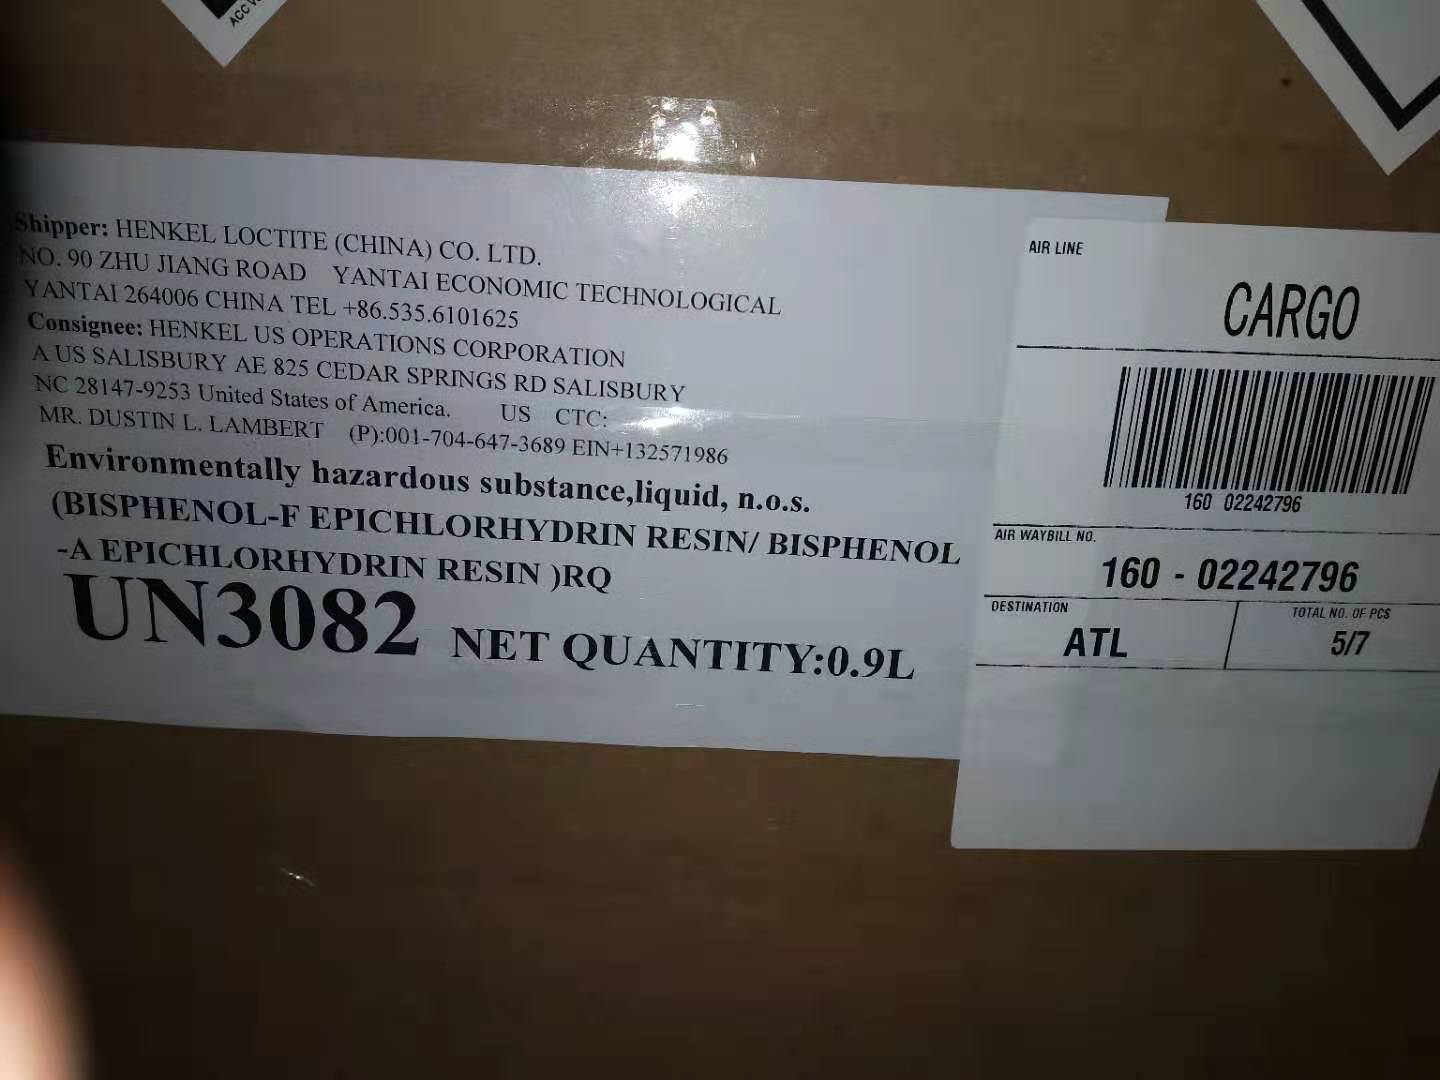 ACC
Shipper: HENKEL LOCTITE (CHINA) CO. LTD.
NO. 90 ZHU JIANG ROAD YANTAI ECONOMIC TECHNOLOGICAL
YANTAI 264006 CHINA TEL +86.535.6101625
Consignee: HENKEL US OPERATIONS CORPORATION
A US SALISBURY AE 825 CEDAR SPRINGS RD SALISBURY
NC 28147-9253 United States of America. US CTC:
MR. DUSTIN L. LAMBERT (P):001-704-647-3689 EIN+132571986
Environmentally hazardous substance,liquid, n.o.s.
(BISPHENOL-F EPICHLORHYDRIN RESIN/ BISPHENOL
-A EPICHLORHYDRIN RESIN )RQ
UN3082 NET QUANTITY:0.9L
AIR LINE
CARGO
160 02242796
AIR WAYBILL NO.
160 - 02242796
DESTINATION
ATL
TOTAL NO. OF PCS
5/7